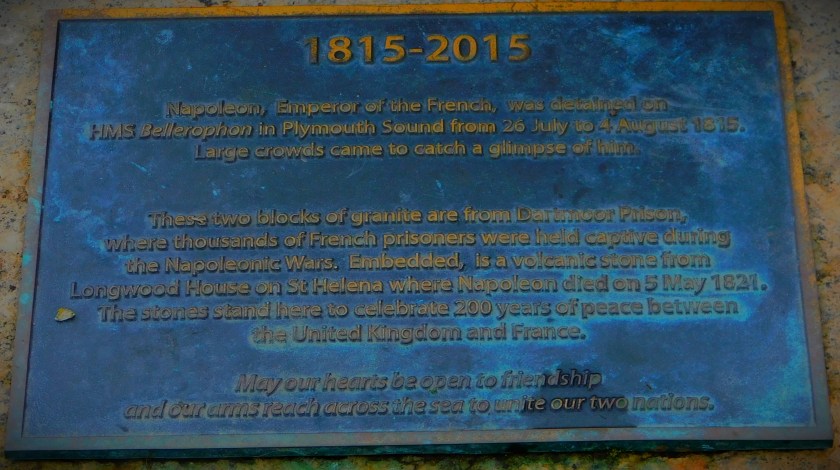 1815-2015
Napoleon, Emperor of the French, was detained on
HMS Bellerophon in Plymouth Sound from 26 July to 4 August 1815.
Large crowds came to catch a glimpse of him.
These two blocks of granite are from Dartmoor Prison,
where thousands of French prisoners were held captive during
the Napoleonic Wars. Embedded, is a volcanic stone from
Longwood House on St Helena where Napoleon died on 5 May 1821.
The stones stand here to celebrate 200 years of peace between
the United Kingdom and France.
May our hearts be open to friendship
and our arms reach across the sea to unite our two nations.